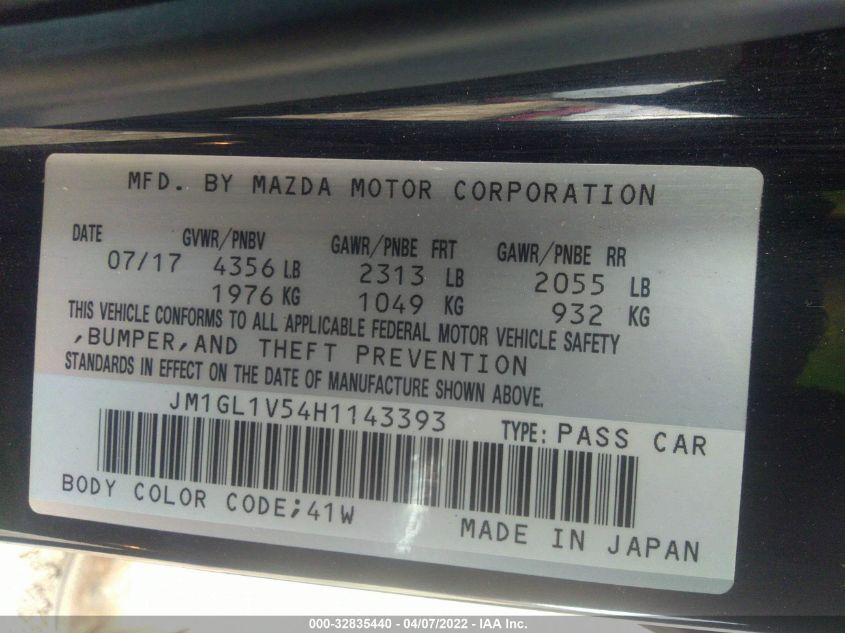 MFD. BY MAZDA MOTOR CORPORATION
DATE GVWR/PNBV GAWR/PNBE FRT GAWR/PNBE RR
07/17 4356 LB 2313 LB 2055 LB
1976 KG 1049 KG 932 KG
THIS VEHICLE CONFORMS TO ALL APPLICABLE FEDERAL MOTOR VEHICLE SAFETY
,BUMPER,AND THEFT PREVENTION
STANDARDS IN EFFECT ON THE DATE OF MANUFACTURE SHOWN ABOVE.
JM1GL1V54H1143393 TYPE: PASS CAR
BODY COLOR CODE;41W MADE IN JAPAN
000-32835440 - 04/07/2022 - IAA Inc.